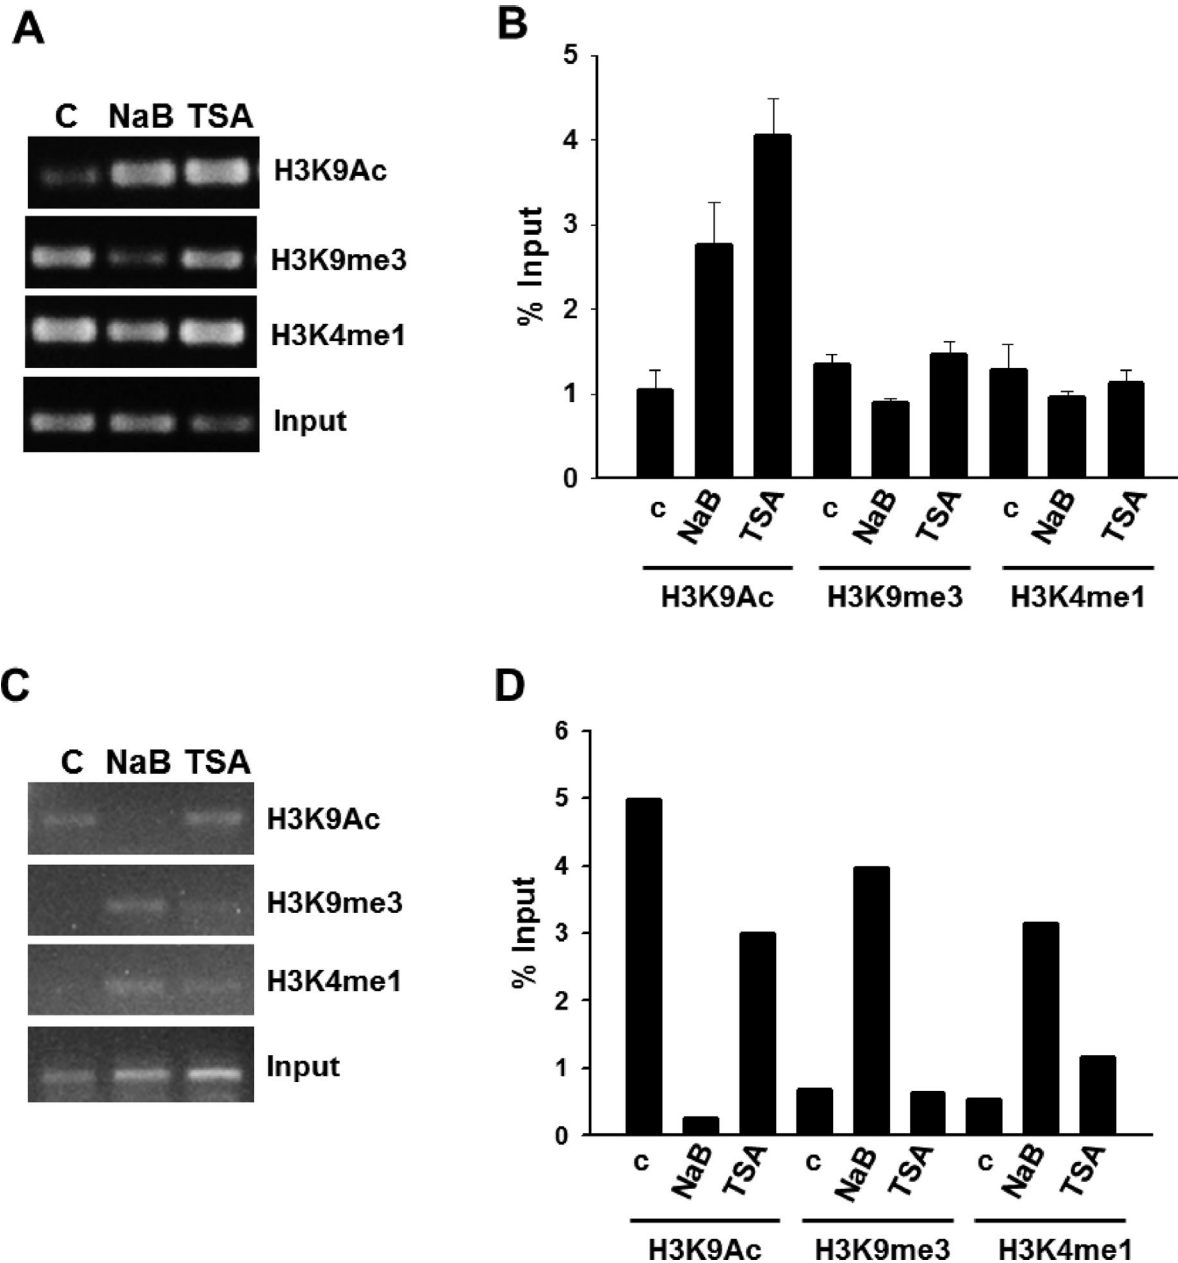 A
C NaB TSA
H3K9Ac
H3K9me3
H3K4me1
Input
B
% Input
5
4
3
2
1
0
c NaB TSA c NaB TSA c NaB TSA
H3K9Ac H3K9me3 H3K4me1
C
C NaB TSA
H3K9Ac
H3K9me3
H3K4me1
Input
D
% Input
6
5
4
3
2
1
0
c NaB TSA c NaB TSA c NaB TSA
H3K9Ac H3K9me3 H3K4me1